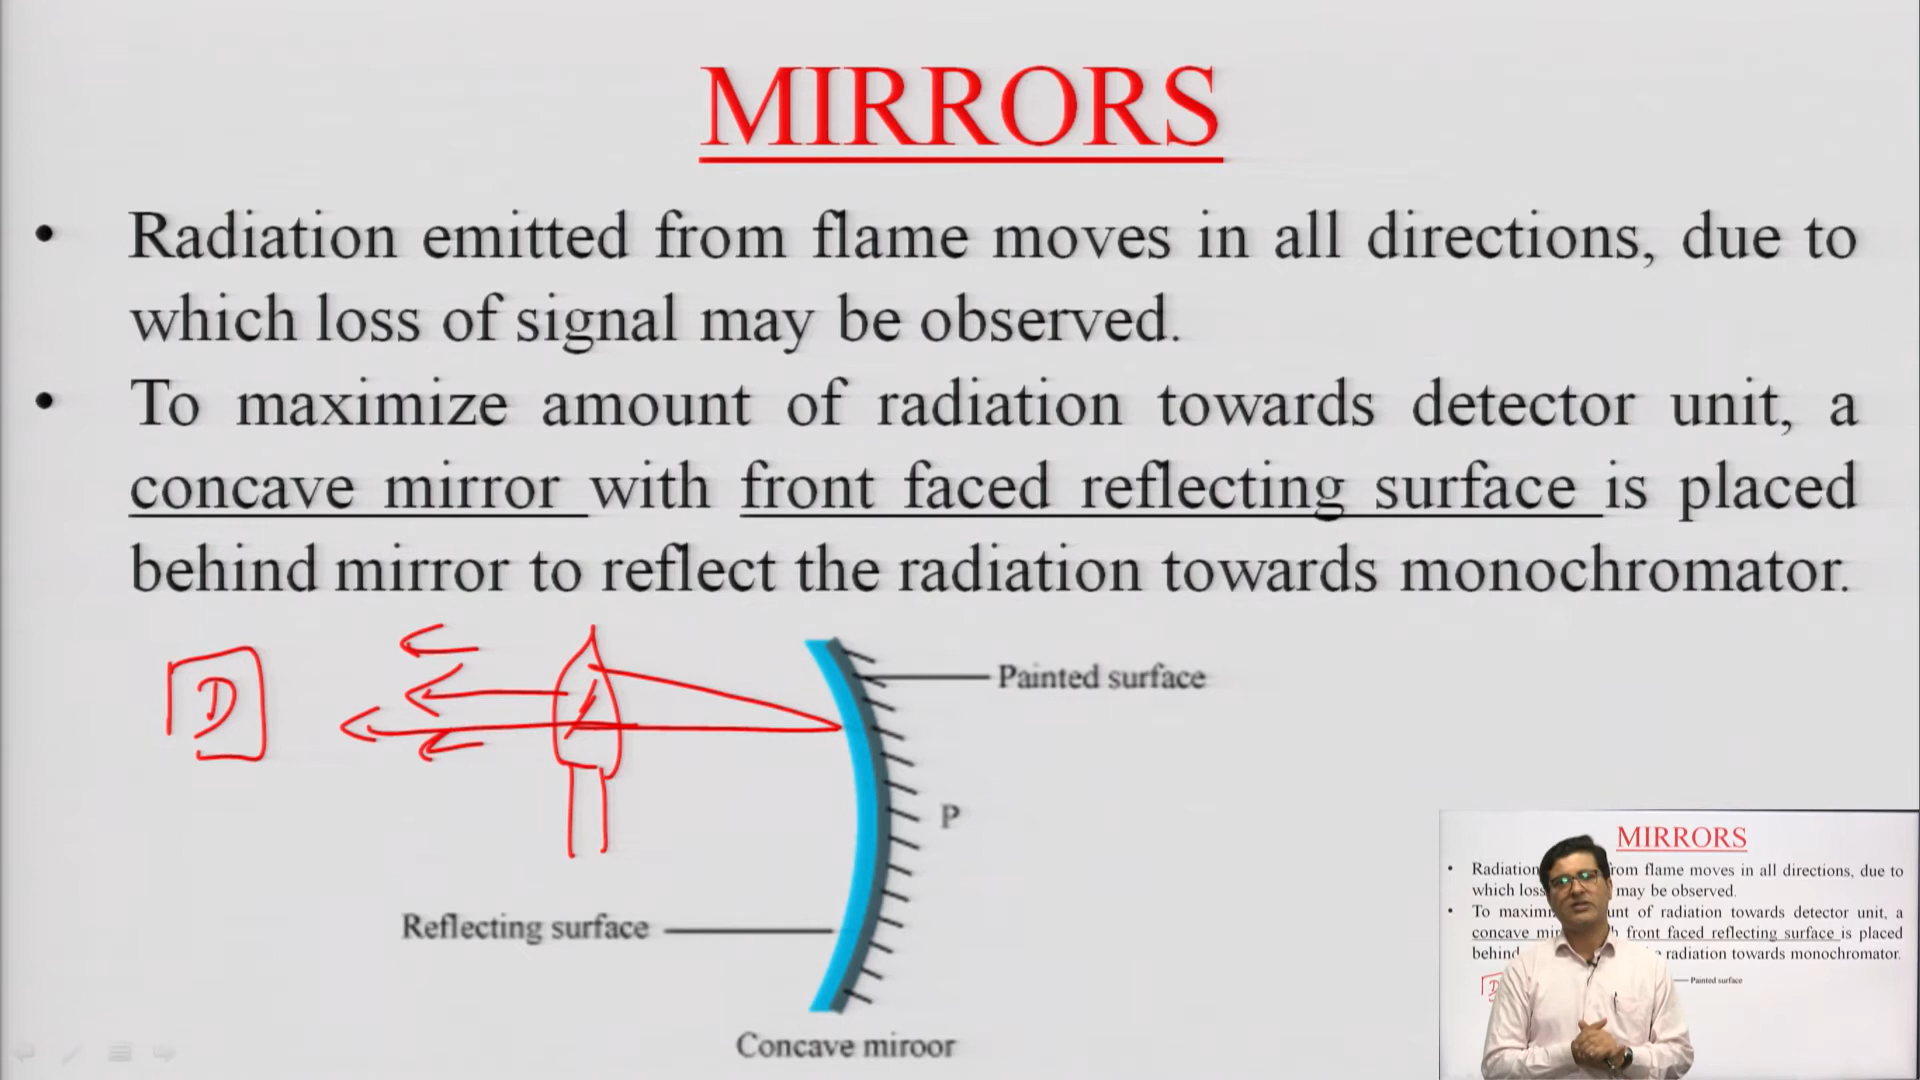 MIRRORS
• Radiation emitted from flame moves in all directions, due to
which loss of signal may be observed.
• To maximize amount of radiation towards detector unit, a
concave mirror with front faced reflecting surface is placed
behind mirror to reflect the radiation towards monochromator.
D
Painted surface
P
Reflecting surface
Concave miroor
MIRRORS
• Radiation from flame moves in all directions, due to
which loss may be observed.
• To maxim unt of radiation towards detector unit, a
concave mir h front faced reflecting surface is placed
behind radiation towards monochromator.
D
Painted surface